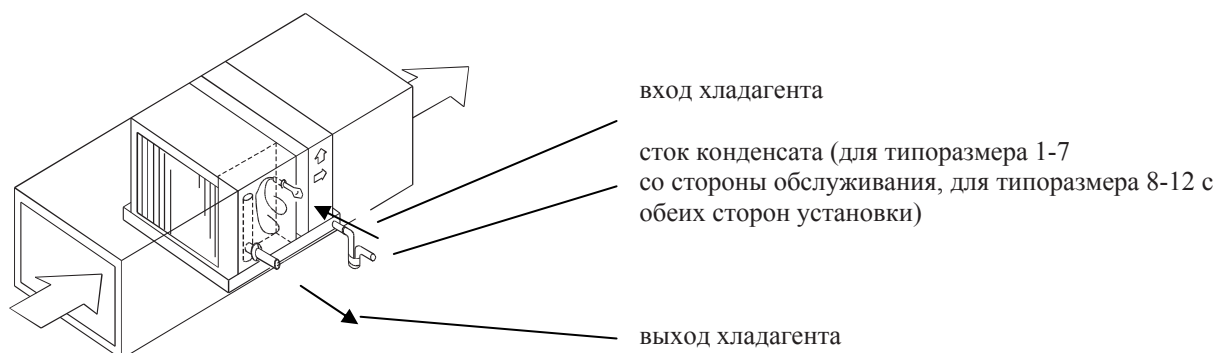 вход хладагента
сток конденсата (для типоразмера 1-7
со стороны обслуживания, для типоразмера 8-12 с
обеих сторон установки)
выход хладагента